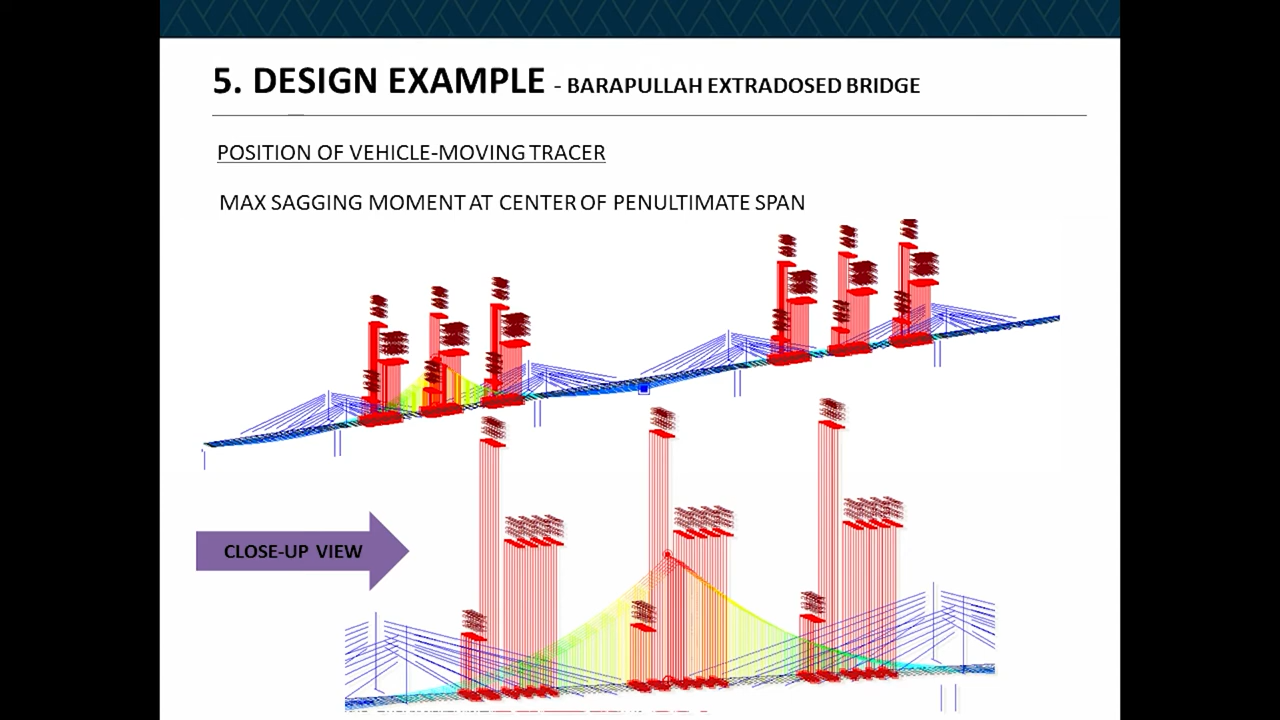 5. DESIGN EXAMPLE - BARAPULLAH EXTRADOSED BRIDGE
POSITION OF VEHICLE-MOVING TRACER
MAX SAGGING MOMENT AT CENTER OF PENULTIMATE SPAN
CLOSE-UP VIEW